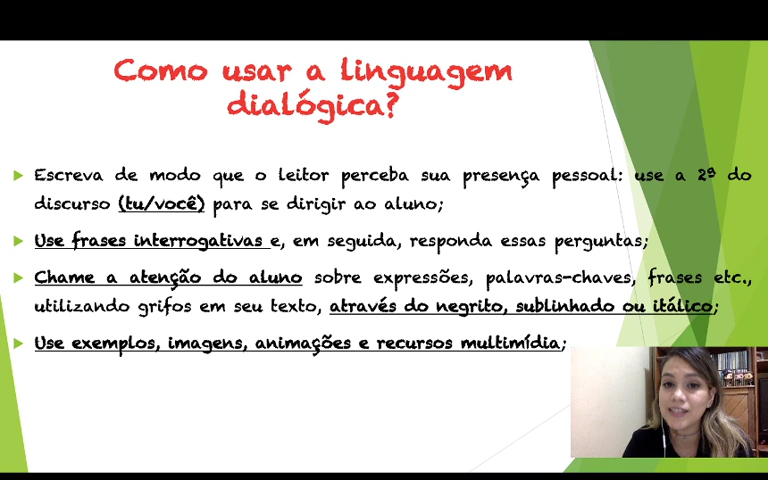 Como usar a linguagem
dialógica?
Escreva de modo que o leitor perceba sua presença pessoal: use a 2ª do
discurso (tu/você) para se dirigir ao aluno;
Use frases interrogativas e, em seguida, responda essas perguntas;
Chame a atenção do aluno sobre expressões, palavras-chaves, frases etc.,
utilizando grifos em seu texto, através do negrito, sublinhado ou itálico;
Use exemplos, imagens, animações e recursos multimídia;